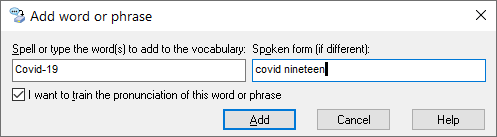 Add word or phrase
Spell or type the word(s) to add to the vocabulary: Spoken form (if different):
Covid-19 covid nineteen
I want to train the pronunciation of this word or phrase
Add Cancel Help